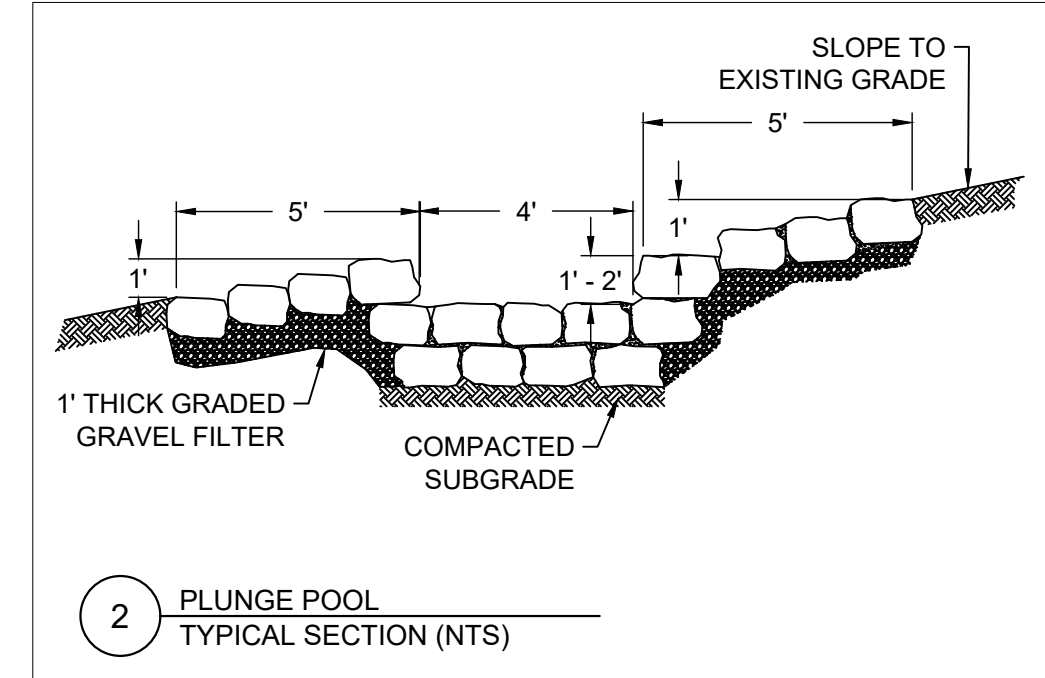 SLOPE TO
EXISTING GRADE
5'
5'
4'
1'
1'
1' - 2'
1' THICK GRADED
GRAVEL FILTER
COMPACTED
SUBGRADE
2
PLUNGE POOL
TYPICAL SECTION (NTS)